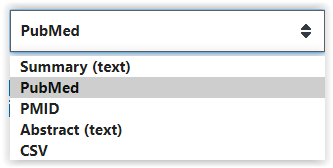 PubMed
Summary (text)
PubMed
PMID
Abstract (text)
CSV